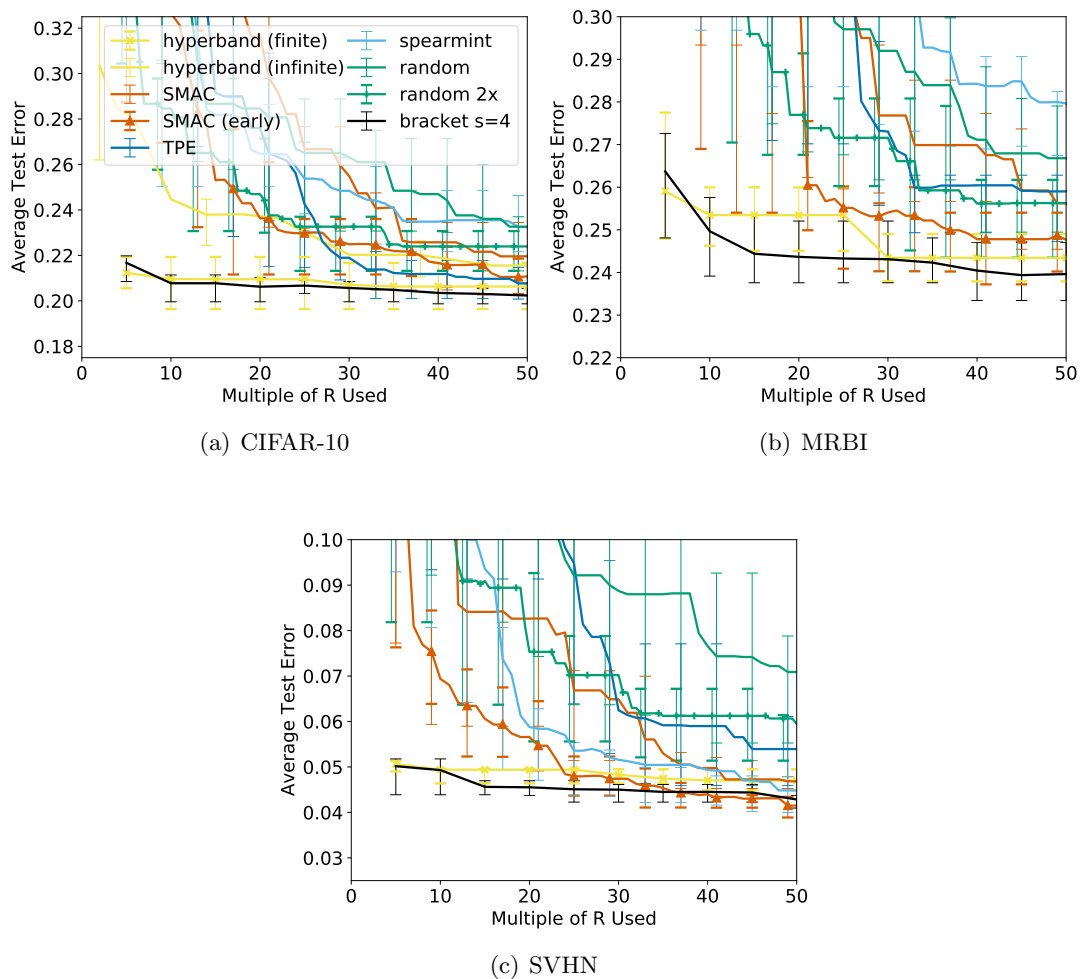 0.32
0.30
0.28
0.26
0.24
0.22
0.20
0.18
Average Test Error
hyperband (finite)
hyperband (infinite)
SMAC
SMAC (early)
TPE
spearmint
random
random 2x
bracket s=4
0 10 20 30 40 50
Multiple of R Used
(a) CIFAR-10
0.30
0.29
0.28
0.27
0.26
0.25
0.24
0.23
0.22
Average Test Error
0 10 20 30 40 50
Multiple of R Used
(b) MRBI
0.10
0.09
0.08
0.07
0.06
0.05
0.04
0.03
Average Test Error
0 10 20 30 40 50
Multiple of R Used
(c) SVHN